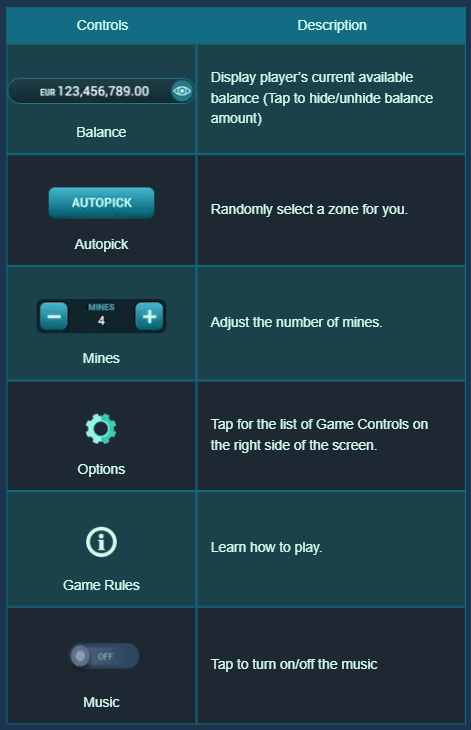 Controls Description
EUR 123,456,789.00
Balance
Display player's current available
balance (Tap to hide/unhide balance
amount)
AUTOPICK
Autopick
Randomly select a zone for you.
MINES
4
Mines
Adjust the number of mines.
Options
Tap for the list of Game Controls on
the right side of the screen.
Game Rules
Learn how to play.
OFF
Music
Tap to turn on/off the music